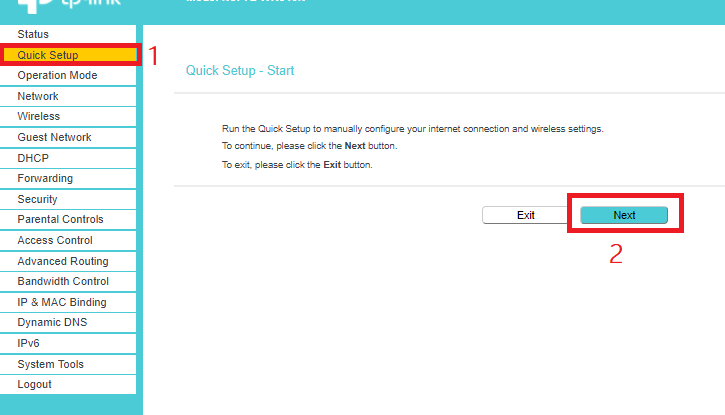 tp-link
Status
Quick Setup
1
Operation Mode
Network
Wireless
Guest Network
DHCP
Forwarding
Security
Parental Controls
Access Control
Advanced Routing
Bandwidth Control
IP & MAC Binding
Dynamic DNS
IPv6
System Tools
Logout
Quick Setup - Start
Run the Quick Setup to manually configure your internet connection and wireless settings.
To continue, please click the Next button.
To exit, please click the Exit button.
Exit
Next
2